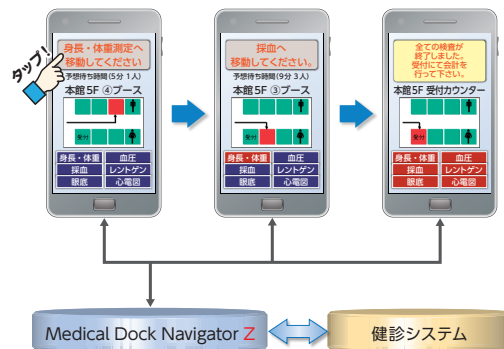 タップ!
身長・体重測定へ
移動してください
予想待ち時間(5分 1人)
本館5F ④ブース
受付
身長・体重 血圧
採血 レントゲン
眼底 心電図
採血へ
移動してください。
予想待ち時間(9分 3人)
本館5F ③ブース
受付
身長・体重 血圧
採血 レントゲン
眼底 心電図
全ての検査が
終了しました。
受付にて会計を
行って下さい。
本館5F 受付カウンター
受付
身長・体重 血圧
採血 レントゲン
眼底 心電図
Medical Dock Navigator Z
健診システム